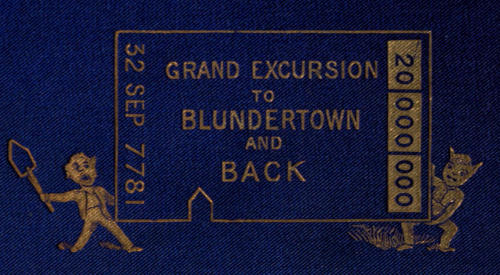 32 SEP 7781
GRAND EXCURSION
TO
BLUNDERTOWN
AND
BACK
20,000,000